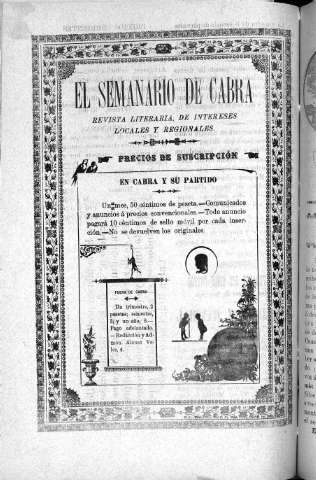 EL SEMANARIO DE CABRA
REVISTA LITERARIA, DE INTERESES
LOCALES Y REGIONALES
PRECIOS DE SUSCRIPCIÓN
EN CABRA Y SU PARTIDO
Un mes, 50 céntimos de peseta.—Comunicados
y anuncios á precios convencionales.—Todo anuncio
pagará 10 céntimos de sello móvil por cada inser-
ción.—No se devuelven los originales.
FUERA DE CABRA
Un trimestre, 2
pesetas; semestre,
y un año, 8.—
Pago adelantado.
—Redacción y Ad-
món. Alonso